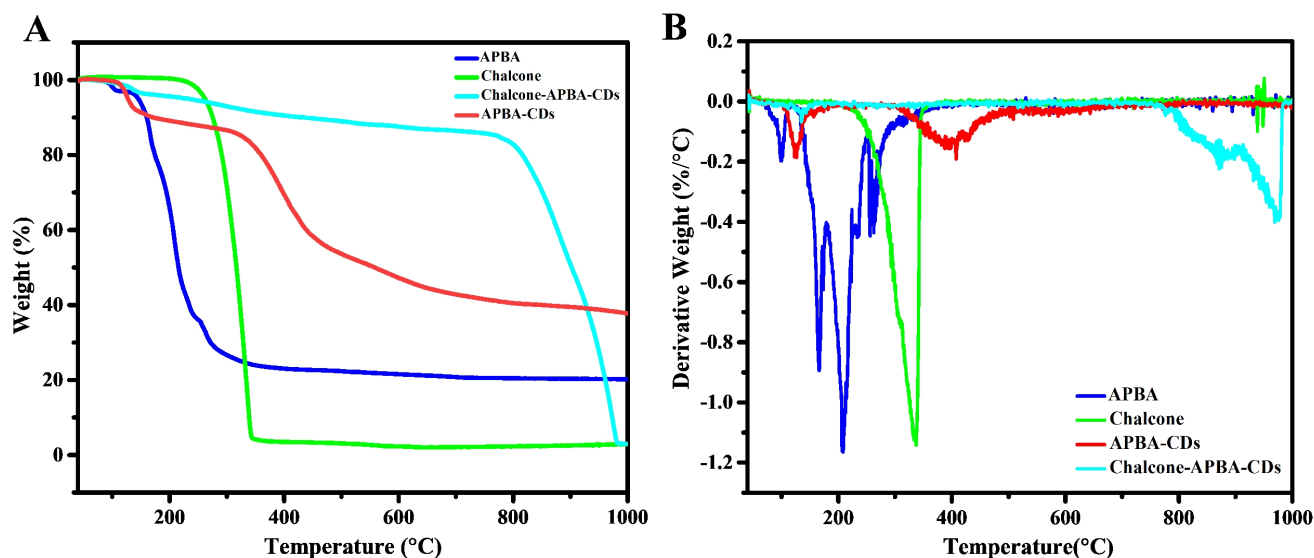 A
APBA
Chalcone
Chalcone-APBA-CDs
APBA-CDs
100
80
60
40
20
0
Weight (%)
200
400
600
800
1000
Temperature (°C)
B
0.2
0.0
-0.2
-0.4
-0.6
-0.8
-1.0
-1.2
Derivative Weight (%/°C)
APBA
Chalcone
APBA-CDs
Chalcone-APBA-CDs
200
400
600
800
1000
Temperature(°C)